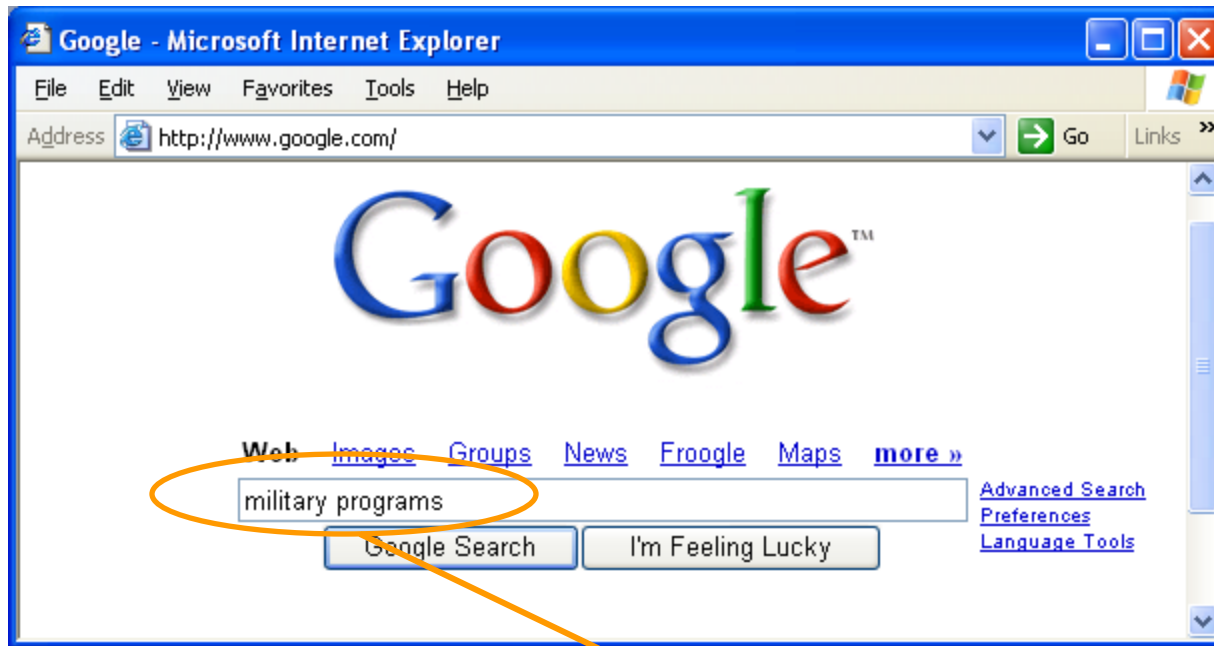 Google - Microsoft Internet Explorer
File Edit View Favorites Tools Help
Address http://www.google.com/ Go Links »
Google™
Web Images Groups News Froogle Maps more »
military programs
Advanced Search
Preferences
Language Tools
Google Search I'm Feeling Lucky